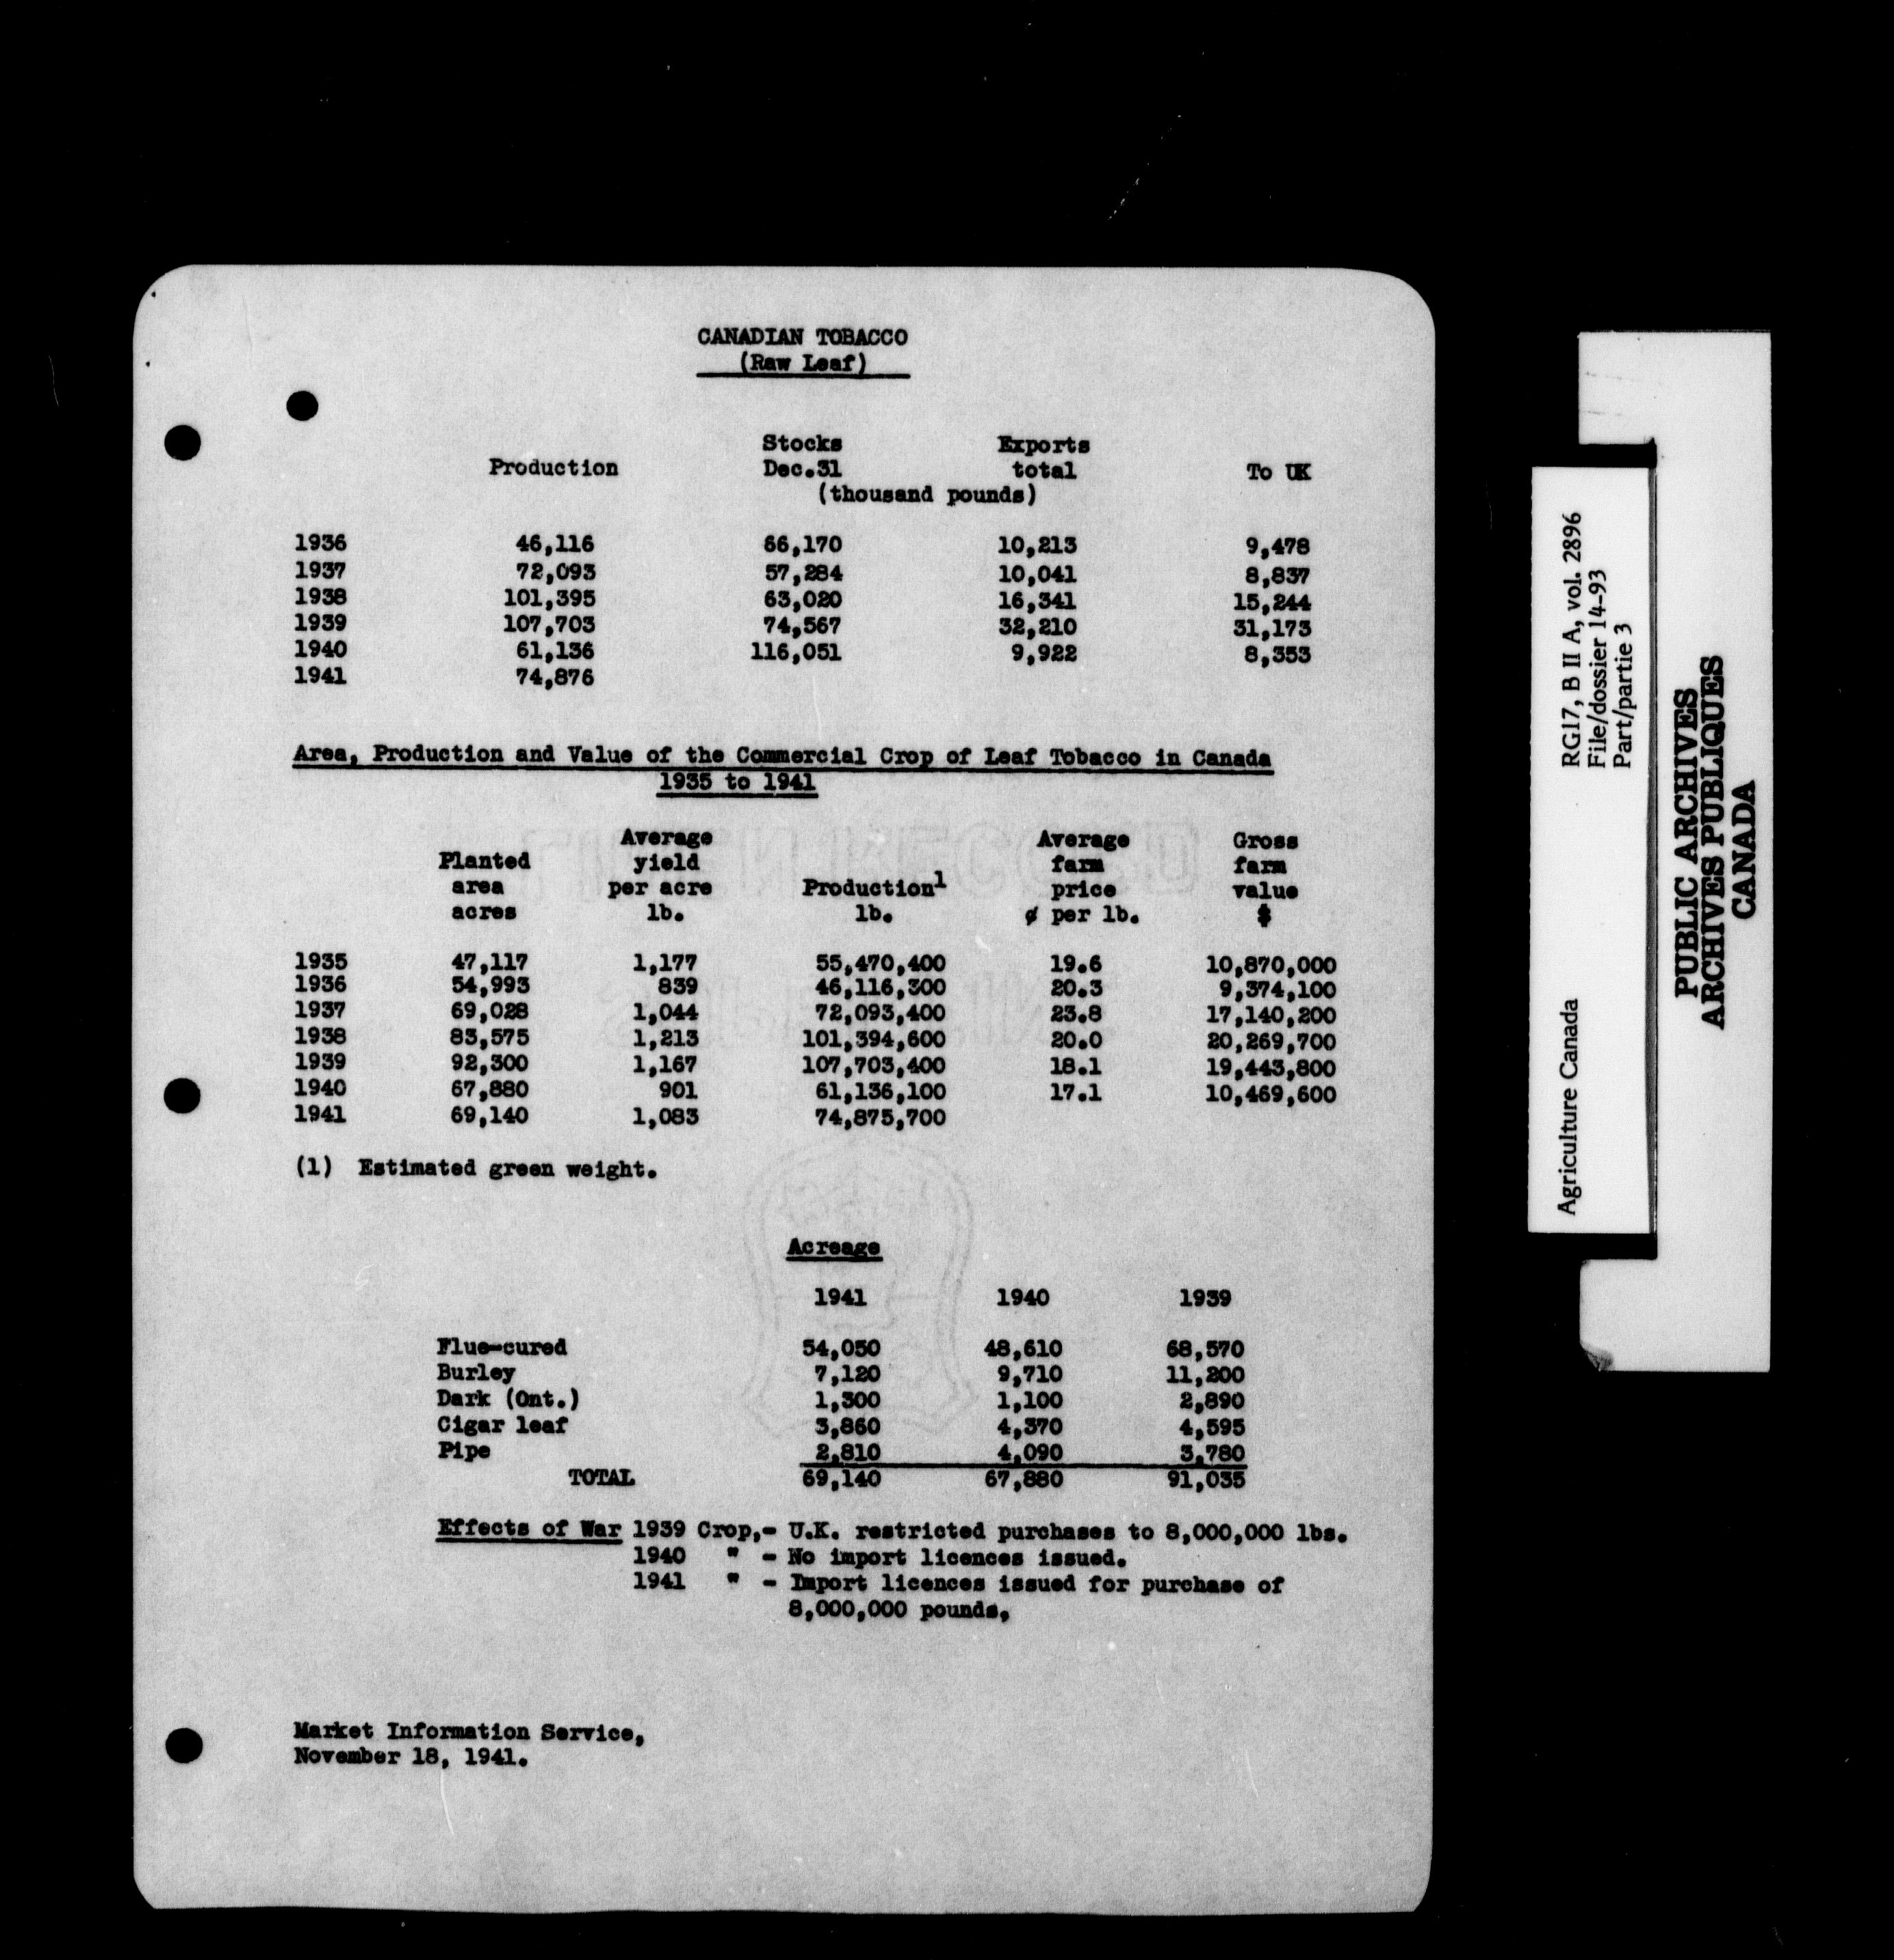 CANADIAN TOBACCO
(Raw Leaf)
Production Stocks Dec.31 Exports total To UK
(thousand pounds)
1936 46,116 66,170 10,213 9,478
1937 72,093 57,284 10,041 8,837
1938 101,395 63,020 16,341 15,244
1939 107,703 74,567 32,210 31,173
1940 61,136 116,051 9,922 8,353
1941 74,876
Area, Production and Value of the Commercial Crop of Leaf Tobacco in Canada
1935 to 1941
Planted area acres Average yield per acre lb. Production1 lb. Average farm price ¢ per lb. Gross farm value $
1935 47,117 1,177 55,470,400 19.6 10,870,000
1936 54,993 839 46,116,300 20.3 9,374,100
1937 69,028 1,044 72,093,400 23.8 17,140,200
1938 83,575 1,213 101,394,600 20.0 20,269,700
1939 92,300 1,167 107,703,400 18.1 19,443,800
1940 67,880 901 61,136,100 17.1 10,469,600
1941 69,140 1,083 74,875,700
(1) Estimated green weight.
Acreage
1941 1940 1939
Flue-cured 54,050 48,610 68,570
Burley 7,120 9,710 11,200
Dark (Ont.) 1,300 1,100 2,890
Cigar leaf 3,860 4,370 4,595
Pipe 2,810 4,090 3,780
TOTAL 69,140 67,880 91,035
Effects of War 1939 Crop,- U.K. restricted purchases to 8,000,000 lbs.
1940 " - No import licences issued.
1941 " - Import licences issued for purchase of
8,000,000 pounds,
Market Information Service,
November 18, 1941.
RG17, B II A, vol. 2896
File/dossier 14-93
Part/partie 3
Agriculture Canada
PUBLIC ARCHIVES
ARCHIVES PUBLIQUES
CANADA